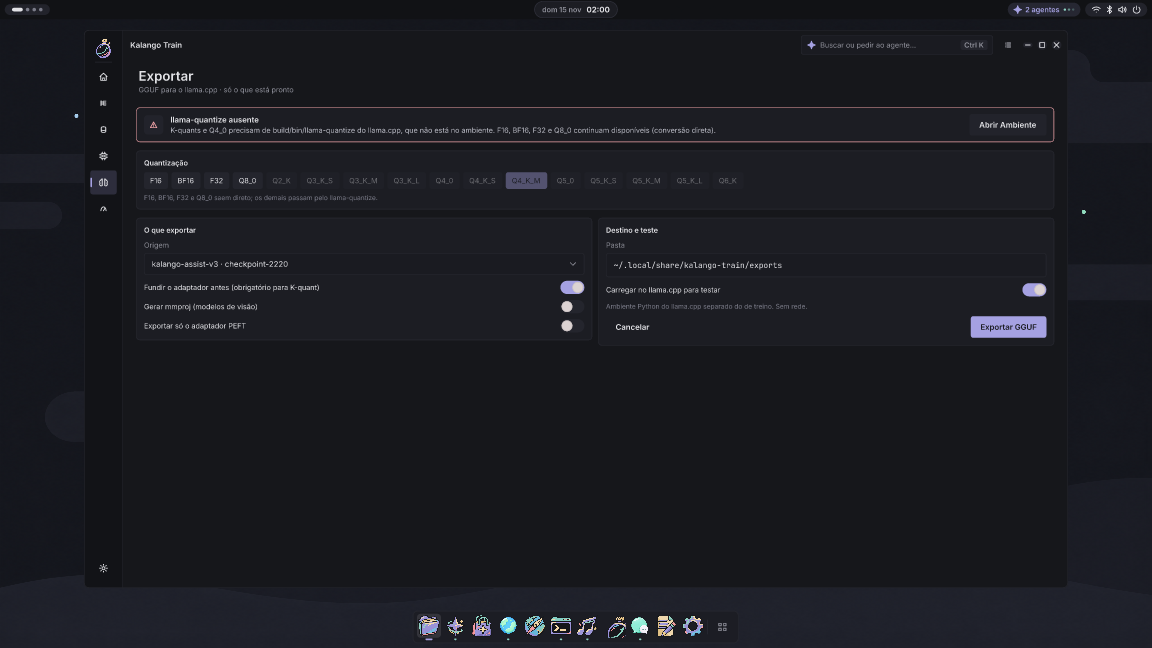 dom 15 nov 02:00
2 agentes
Kalango Train
Buscar ou pedir ao agente...
Ctrl K
Exportar
GGUF para o llama.cpp · só o que está pronto
llama-quantize ausente
K-quants e Q4_0 precisam de build/bin/llama-quantize do llama.cpp, que não está no ambiente. F16, BF16, F32 e Q8_0 continuam disponíveis (conversão direta).
Abrir Ambiente
Quantização
F16 BF16 F32 Q8_0 Q2_K Q3_K_S Q3_K_M Q3_K_L Q4_0 Q4_K_S Q4_K_M Q5_0 Q5_K_S Q5_K_M Q5_K_L Q6_K
F16, BF16, F32 e Q8_0 saem direto; os demais passam pelo llama-quantize.
O que exportar
Origem
kalango-assist-v3 · checkpoint-2220
Fundir o adaptador antes (obrigatório para K-quant)
Gerar mmproj (modelos de visão)
Exportar só o adaptador PEFT
Destino e teste
Pasta
~/.local/share/kalango-train/exports
Carregar no llama.cpp para testar
Ambiente Python do llama.cpp separado do de treino. Sem rede.
Cancelar
Exportar GGUF